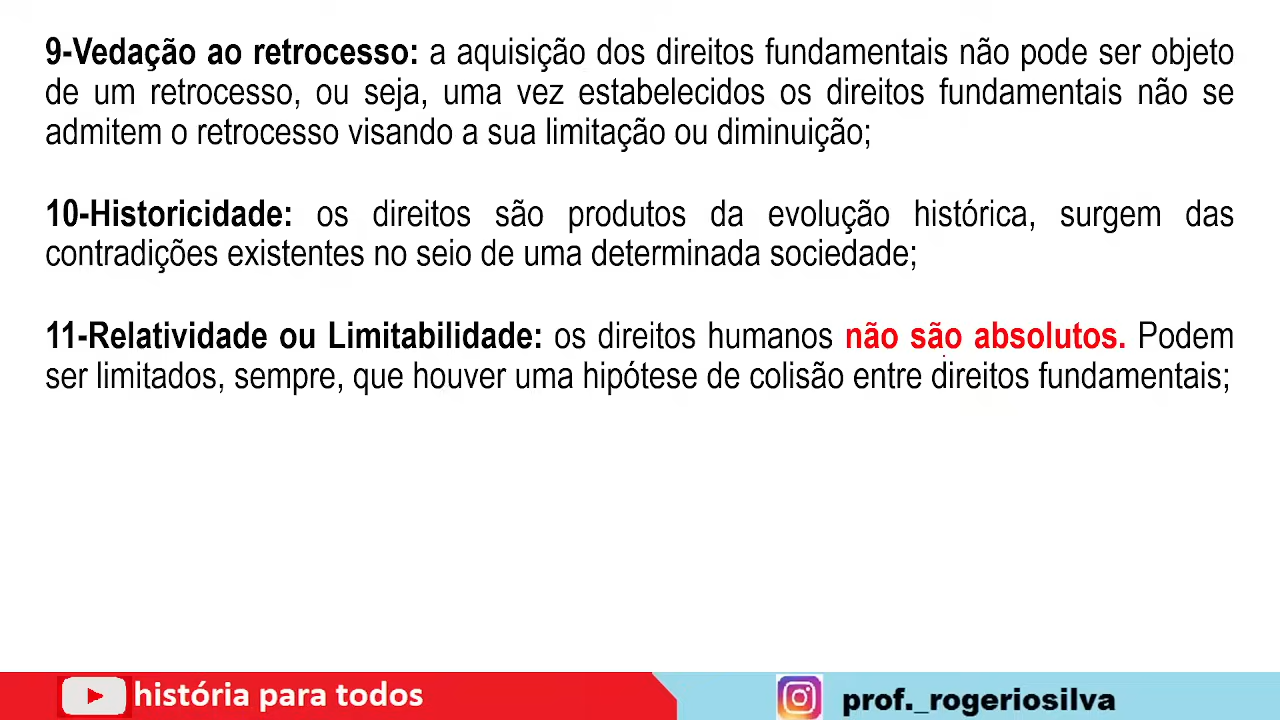 9-Vedação ao retrocesso: a aquisição dos direitos fundamentais não pode ser objeto
de um retrocesso, ou seja, uma vez estabelecidos os direitos fundamentais não se
admitem o retrocesso visando a sua limitação ou diminuição;
10-Historicidade: os direitos são produtos da evolução histórica, surgem das
contradições existentes no seio de uma determinada sociedade;
11-Relatividade ou Limitabilidade: os direitos humanos não são absolutos. Podem
ser limitados, sempre, que houver uma hipótese de colisão entre direitos fundamentais;
história para todos
prof._rogeriosilva